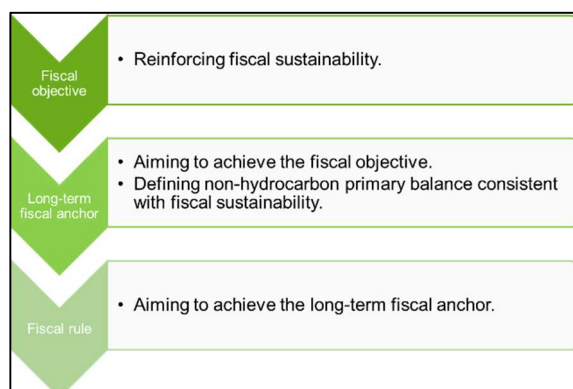 Fiscal
objective
• Reinforcing fiscal sustainability.
Long-term
fiscal anchor
• Aiming to achieve the fiscal objective.
• Defining non-hydrocarbon primary balance consistent
with fiscal sustainability.
Fiscal rule
• Aiming to achieve the long-term fiscal anchor.